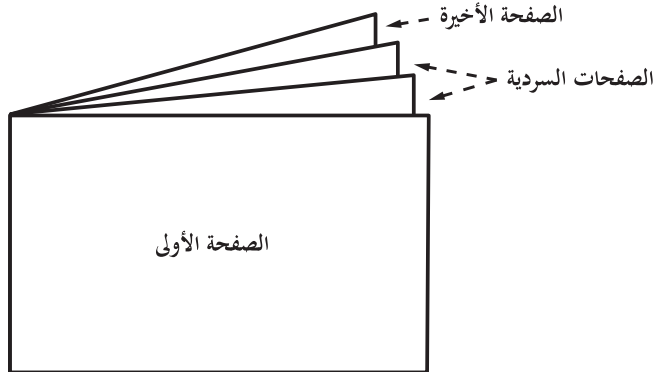 الصفحة الأخيرة
الصفحات السردية
الصفحة الأولى